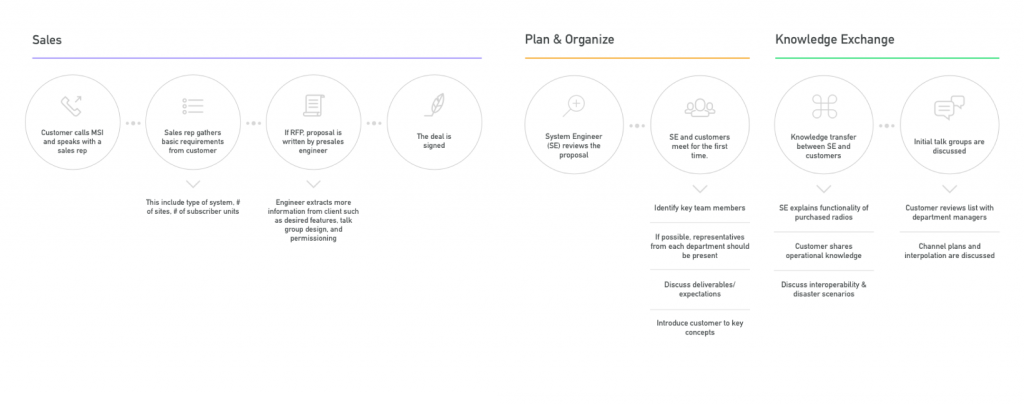 Sales
Customer calls MSI
and speaks with a
sales rep
Sales rep gathers
basic requirements
from customer
If RFP, proposal is
written by presales
engineer
The deal is
signed
This include type of system, #
of sites, # of subscriber units
Engineer extracts more
information from client such
as desired features, talk
group design, and
permissioning
Plan & Organize
System Engineer
(SE) reviews the
proposal
SE and customers
meet for the first
time.
Identify key team members
If possible, representatives
from each department should
be present
Discuss deliverables/
expectations
Introduce customer to key
concepts
Knowledge Exchange
Knowledge transfer
between SE and
customers
Initial talk groups are
discussed
SE explains functionality of
purchased radios
Customer shares
operational knowledge
Discuss interoperability &
disaster scenarios
Customer reviews list with
department managers
Channel plans and
interpolation are discussed